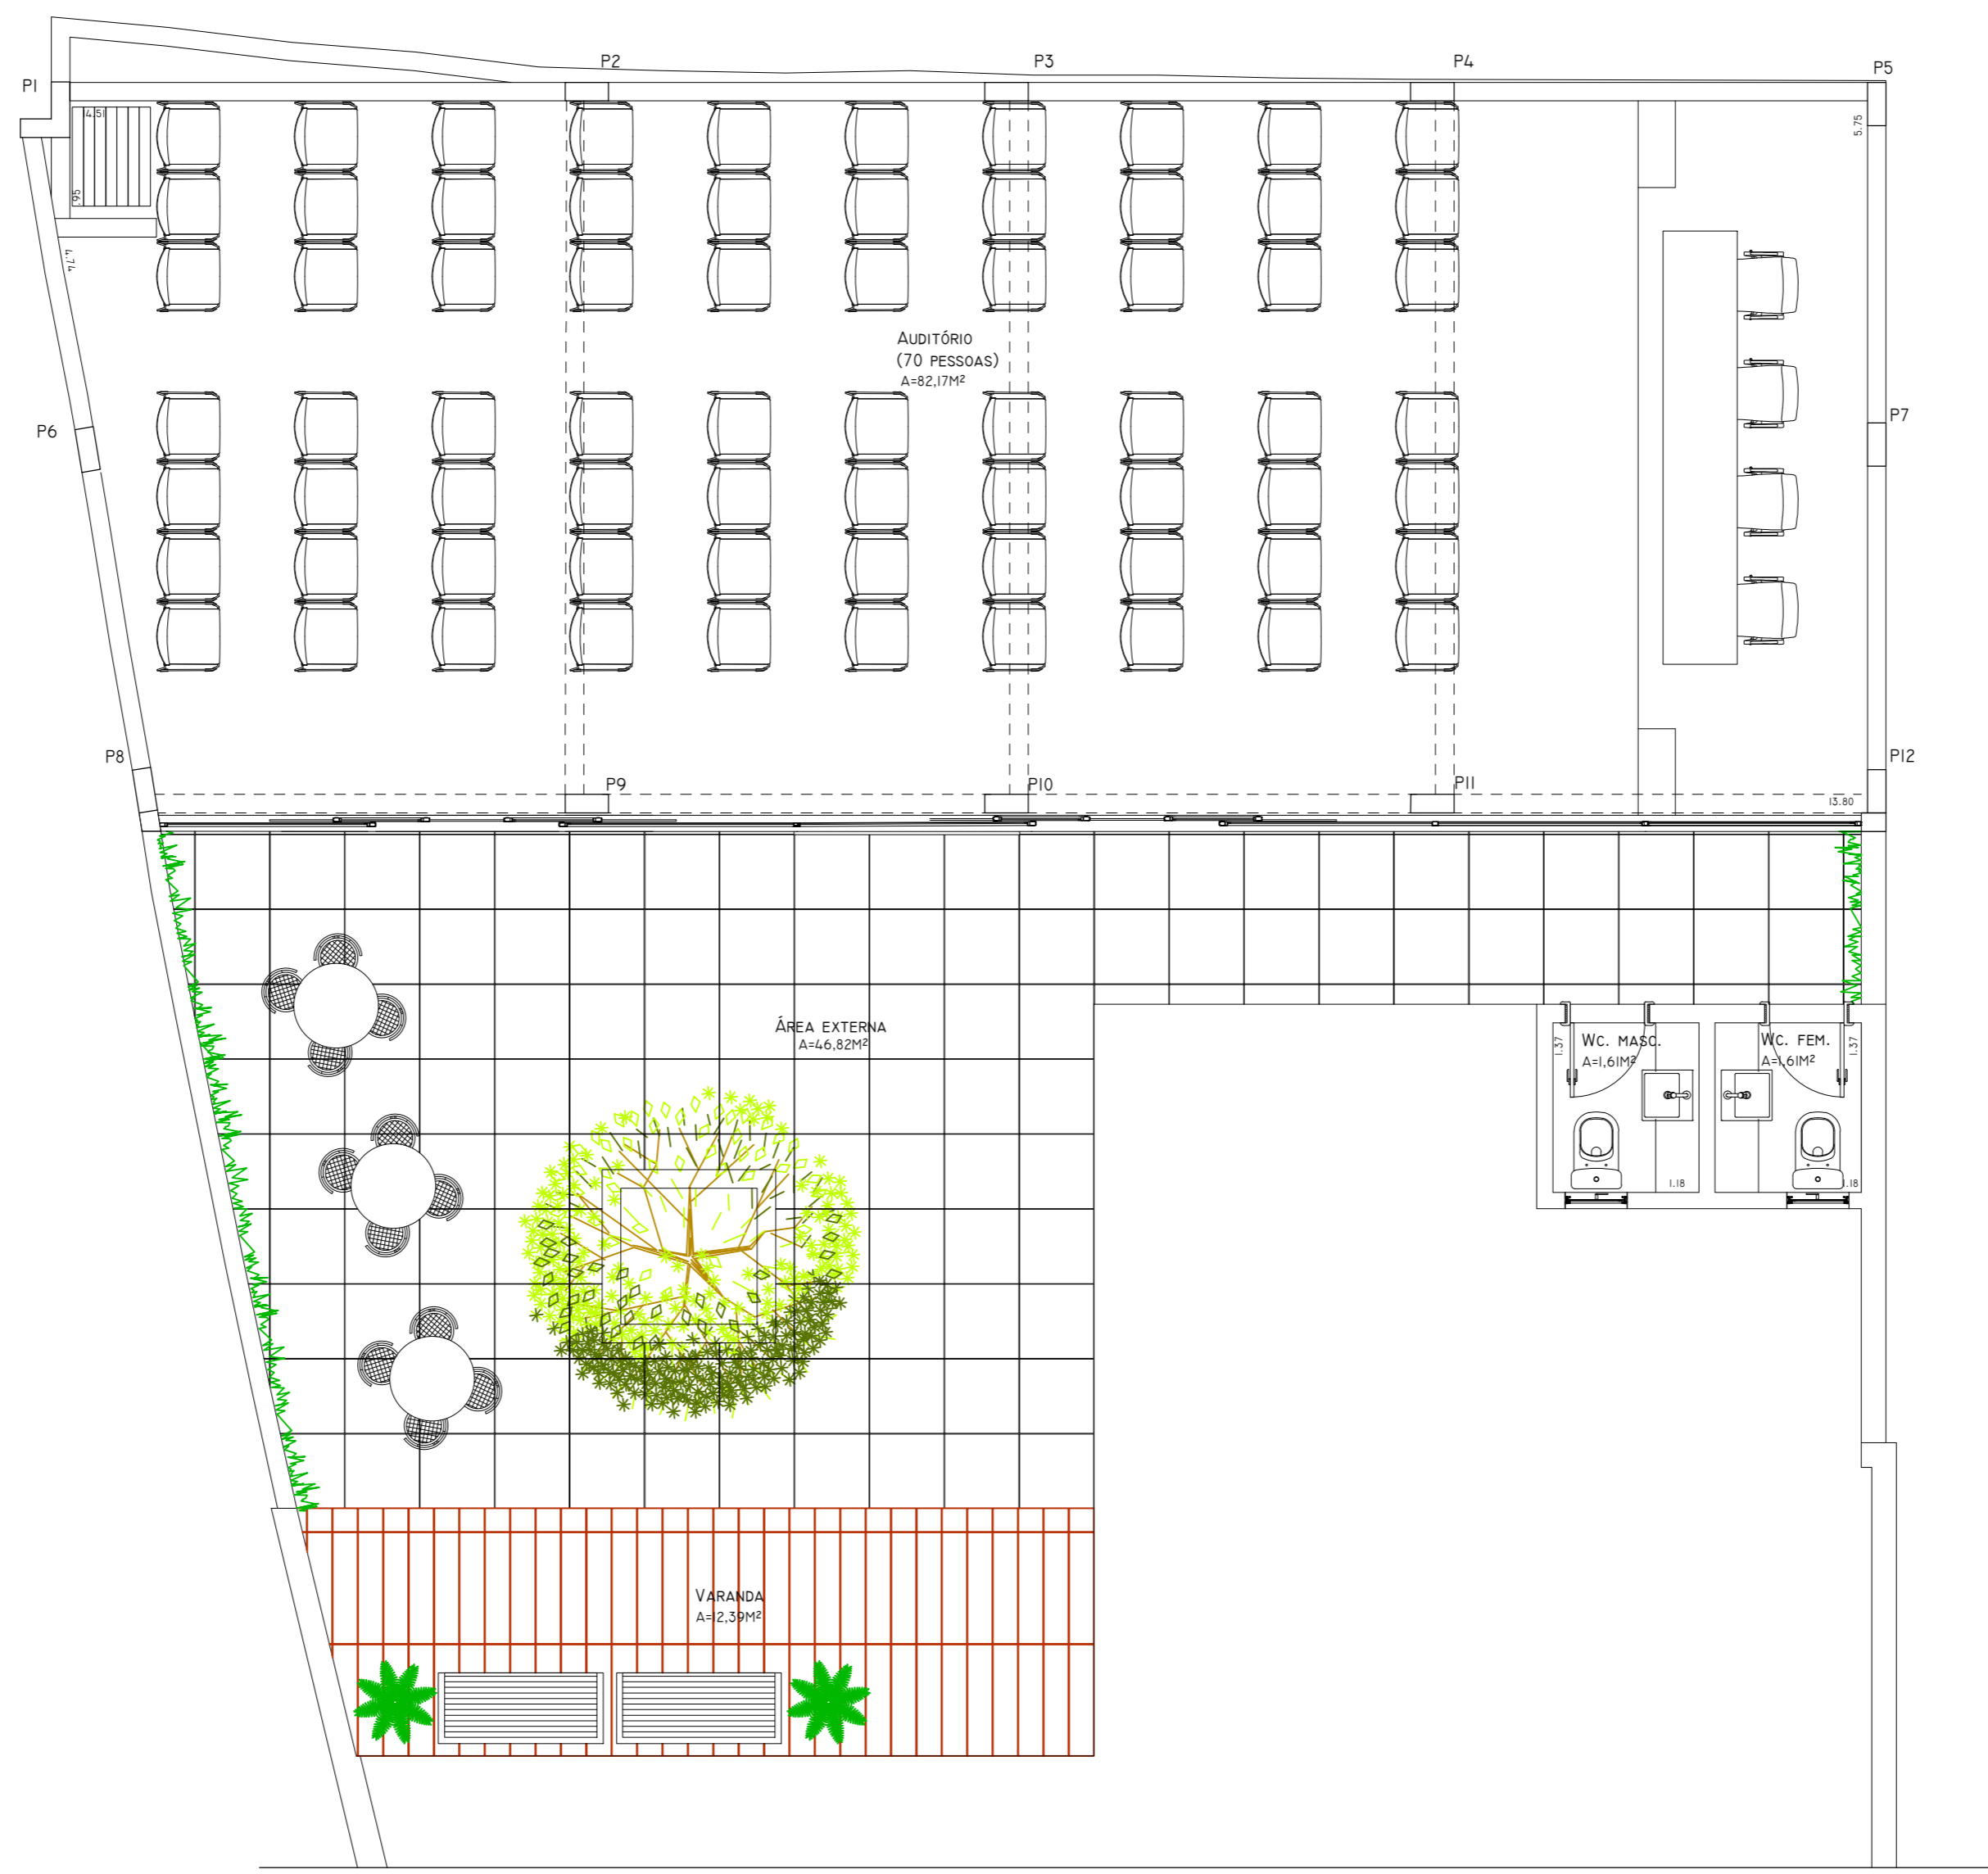 P1
P2
P3
P4
P5
14.51
.95
4.74
5.75
Auditório
(70 pessoas)
A=82,17m²
P6
P7
P8
P9
P10
P11
P12
13.80
Área externa
A=46,82m²
1.37
Wc. masc.
A=1,61m²
1.18
Wc. fem.
A=1,61m²
1.37
1.18
Varanda
A=12,39m²